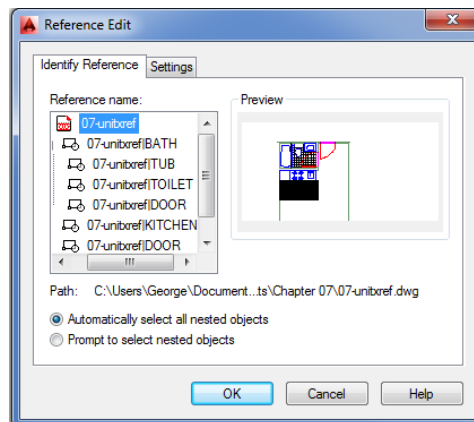 Reference Edit
Identify Reference
Settings
Reference name:
07-unitxref
07-unitxref|BATH
07-unitxref|TUB
07-unitxref|TOILET
07-unitxref|DOOR
07-unitxref|KITCHEN
07-unitxref|DOOR
Preview
Path: C:\Users\George\Document...ts\Chapter 07\07-unitxref.dwg
Automatically select all nested objects
Prompt to select nested objects
OK
Cancel
Help